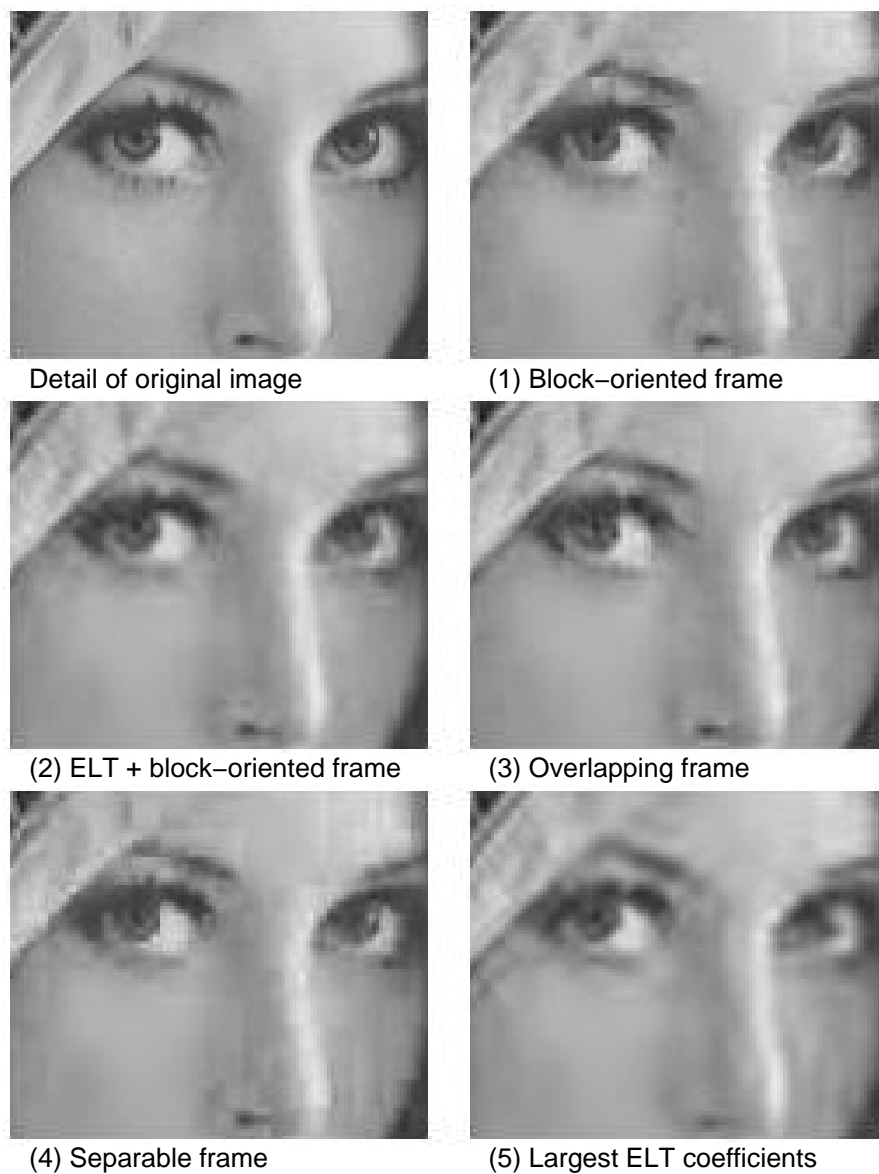 Detail of original image
(1) Block−oriented frame
(2) ELT + block−oriented frame
(3) Overlapping frame
(4) Separable frame
(5) Largest ELT coefficients